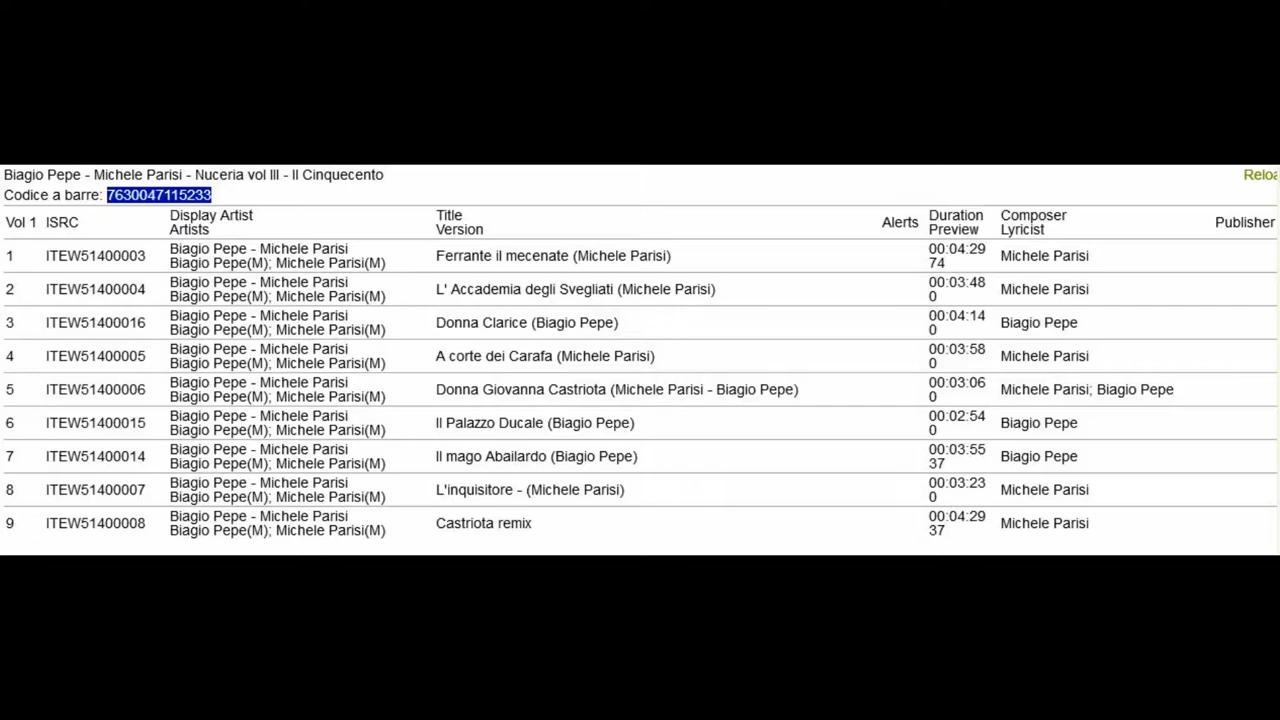 Biagio Pepe - Michele Parisi - Nuceria vol III - Il Cinquecento Reloa
Codice a barre: 7630047115233
Vol 1 ISRC Display Artist Title Alerts Duration Composer Publisher
Artists Version Preview Lyricist
1 ITEW51400003 Biagio Pepe - Michele Parisi Ferrante il mecenate (Michele Parisi) 00:04:29 Michele Parisi
Biagio Pepe(M); Michele Parisi(M) 74
2 ITEW51400004 Biagio Pepe - Michele Parisi L' Accademia degli Svegliati (Michele Parisi) 00:03:48 Michele Parisi
Biagio Pepe(M); Michele Parisi(M) 0
3 ITEW51400016 Biagio Pepe - Michele Parisi Donna Clarice (Biagio Pepe) 00:04:14 Biagio Pepe
Biagio Pepe(M); Michele Parisi(M) 0
4 ITEW51400005 Biagio Pepe - Michele Parisi A corte dei Carafa (Michele Parisi) 00:03:58 Michele Parisi
Biagio Pepe(M); Michele Parisi(M) 0
5 ITEW51400006 Biagio Pepe - Michele Parisi Donna Giovanna Castriota (Michele Parisi - Biagio Pepe) 00:03:06 Michele Parisi; Biagio Pepe
Biagio Pepe(M); Michele Parisi(M) 0
6 ITEW51400015 Biagio Pepe - Michele Parisi Il Palazzo Ducale (Biagio Pepe) 00:02:54 Biagio Pepe
Biagio Pepe(M); Michele Parisi(M) 0
7 ITEW51400014 Biagio Pepe - Michele Parisi Il mago Abailardo (Biagio Pepe) 00:03:55 Biagio Pepe
Biagio Pepe(M); Michele Parisi(M) 37
8 ITEW51400007 Biagio Pepe - Michele Parisi L'inquisitore - (Michele Parisi) 00:03:23 Michele Parisi
Biagio Pepe(M); Michele Parisi(M) 0
9 ITEW51400008 Biagio Pepe - Michele Parisi Castriota remix 00:04:29 Michele Parisi
Biagio Pepe(M); Michele Parisi(M) 37